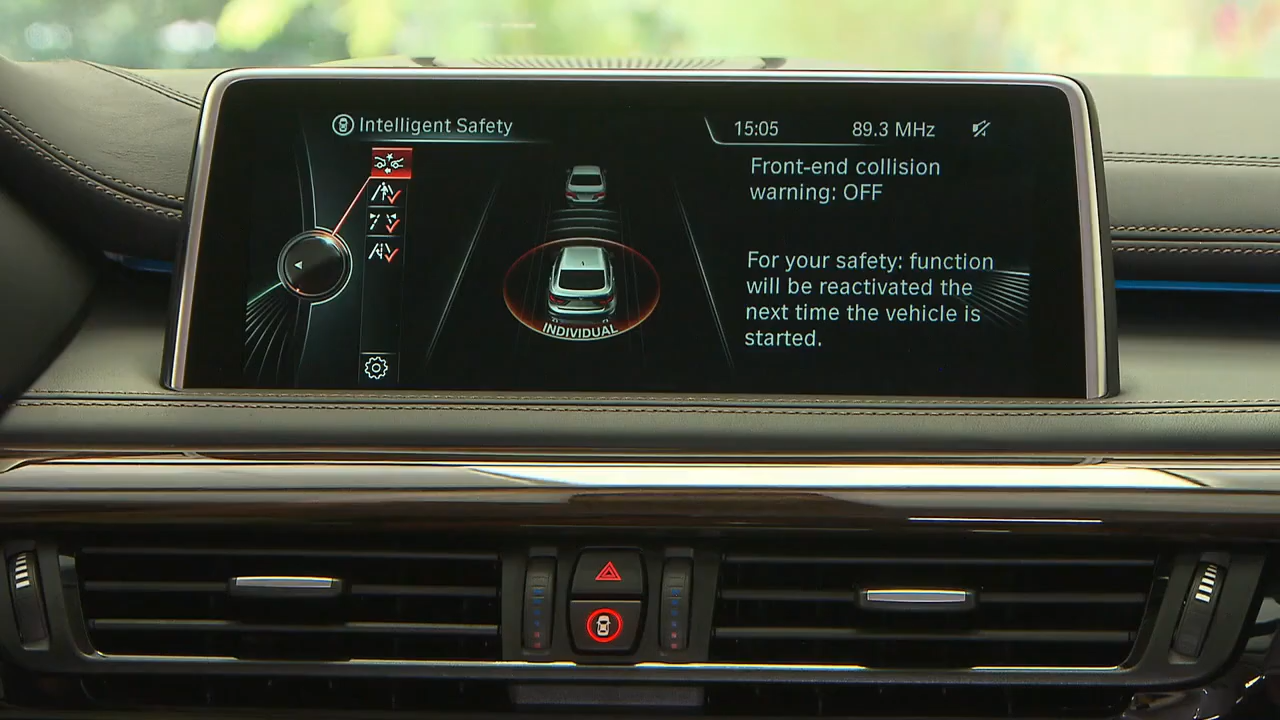 Intelligent Safety
15:05
89.3 MHz
Front-end collision
warning: OFF
For your safety: function
will be reactivated the
next time the vehicle is
started.
INDIVIDUAL